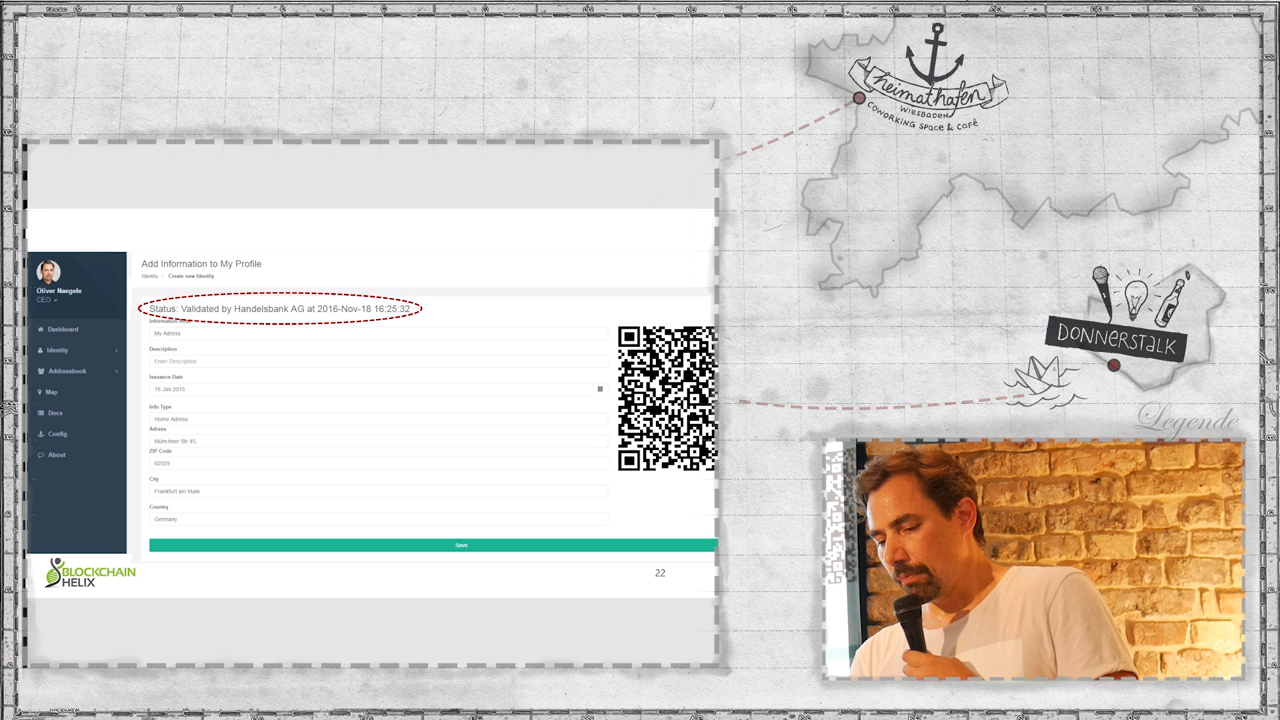 heimathafen
WIESBADEN
COWORKING SPACE & CAFÉ
DONNERSTALK
Legende
Oliver Naegele
CEO
Dashboard
Identity
Addressbook
Map
Docs
Config
About
Add Information to My Profile
Identity
Create new Identity
Status: Validated by Handelsbank AG at 2016-Nov-18 16:25:32
My Adress
Description
Enter Description
Issuance Date
18 Jan 2015
Info Type
Home Adress
Adress
Münchner Str 45,
ZIP Code
60329
City
Frankfurt am Main
Country
Germany
Save
BLOCKCHAIN
HELIX
22